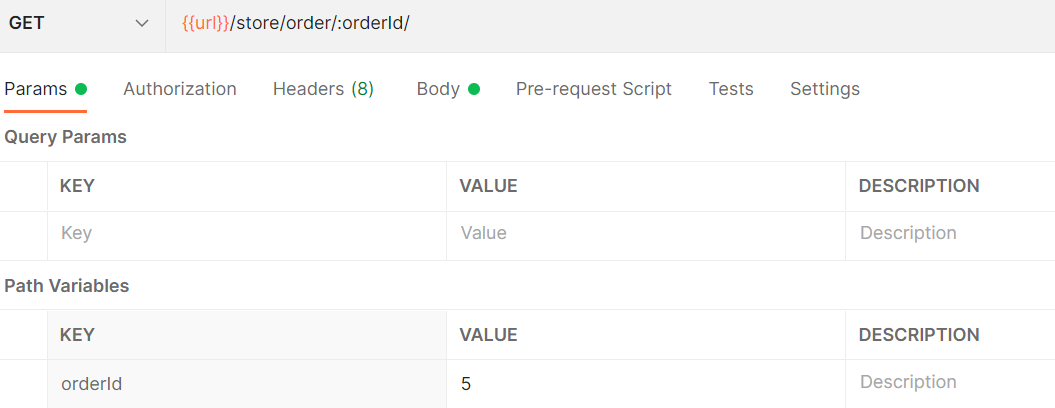 GET {{url}}/store/order/:orderId/
Params Authorization Headers (8) Body Pre-request Script Tests Settings
Query Params
KEY VALUE DESCRIPTION
Key Value Description
Path Variables
KEY VALUE DESCRIPTION
orderId 5 Description